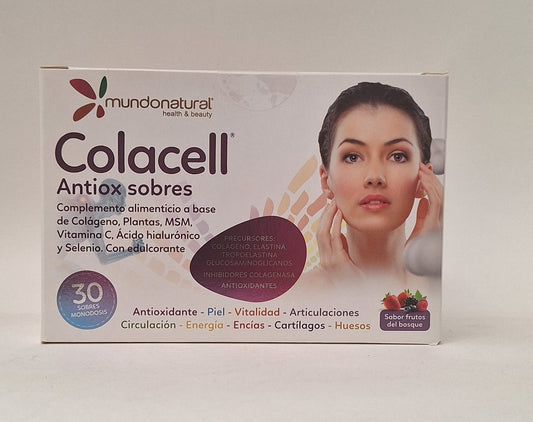 mundonatural®
health & beauty
Colacell®
Antiox sobres
Complemento alimenticio a base
de Colágeno, Plantas, MSM,
Vitamina C, Ácido hialurónico
y Selenio. Con edulcorante
PRECURSORES:
COLÁGENO, ELASTINA,
TROPOELASTINA
GLUCOSAMINOGLICANOS
INHIBIDORES COLAGENASA
ANTIOXIDANTES
30
SOBRES
MONODOSIS
Antioxidante - Piel - Vitalidad - Articulaciones
Circulación - Energía - Encías - Cartílagos - Huesos
Sabor frutos
del bosque